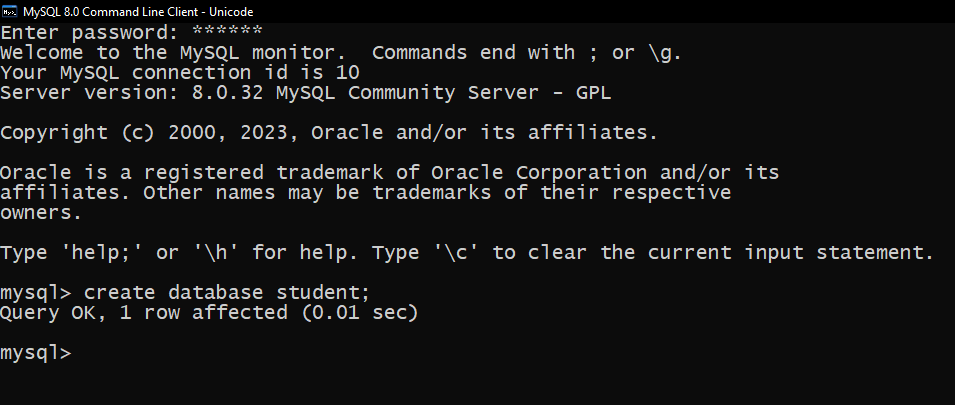 MySQL 8.0 Command Line Client - Unicode
Enter password: ******
Welcome to the MySQL monitor.  Commands end with ; or \g.
Your MySQL connection id is 10
Server version: 8.0.32 MySQL Community Server - GPL
Copyright (c) 2000, 2023, Oracle and/or its affiliates.
Oracle is a registered trademark of Oracle Corporation and/or its
affiliates. Other names may be trademarks of their respective
owners.
Type 'help;' or '\h' for help. Type '\c' to clear the current input statement.
mysql> create database student;
Query OK, 1 row affected (0.01 sec)
mysql>